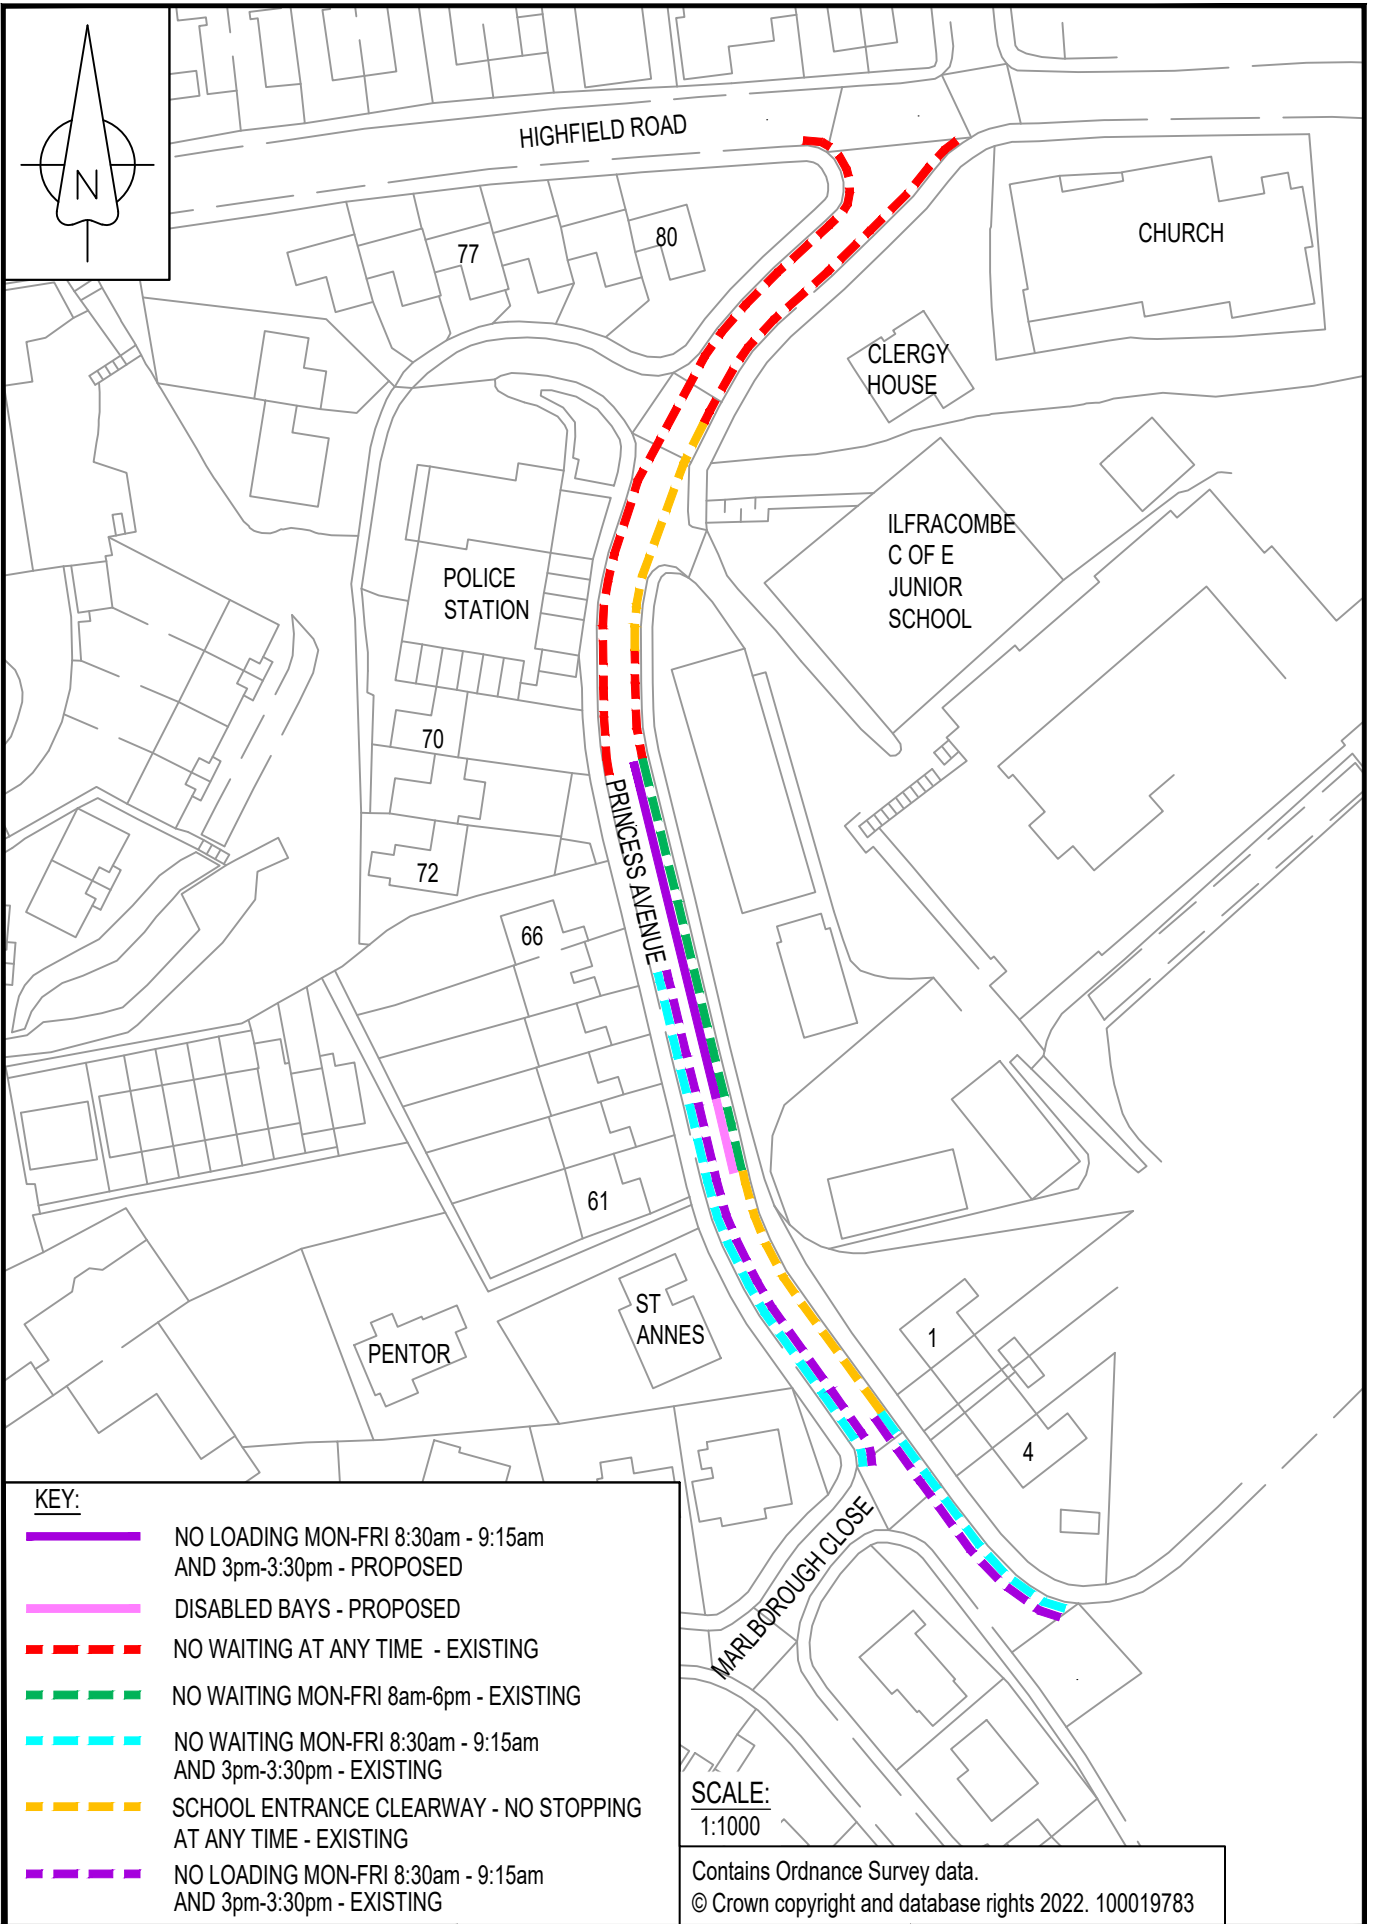 N
HIGHFIELD ROAD
77
80
CHURCH
CLERGY
HOUSE
ILFRACOMBE
C OF E
JUNIOR
SCHOOL
POLICE
STATION
70
72
PRINCESS AVENUE
66
61
ST
ANNES
PENTOR
1
4
MARLBOROUGH CLOSE
KEY:
NO LOADING MON-FRI 8:30am - 9:15am
AND 3pm-3:30pm - PROPOSED
DISABLED BAYS - PROPOSED
NO WAITING AT ANY TIME - EXISTING
NO WAITING MON-FRI 8am-6pm - EXISTING
NO WAITING MON-FRI 8:30am - 9:15am
AND 3pm-3:30pm - EXISTING
SCHOOL ENTRANCE CLEARWAY - NO STOPPING
AT ANY TIME - EXISTING
NO LOADING MON-FRI 8:30am - 9:15am
AND 3pm-3:30pm - EXISTING
SCALE:
1:1000
Contains Ordnance Survey data.
© Crown copyright and database rights 2022. 100019783